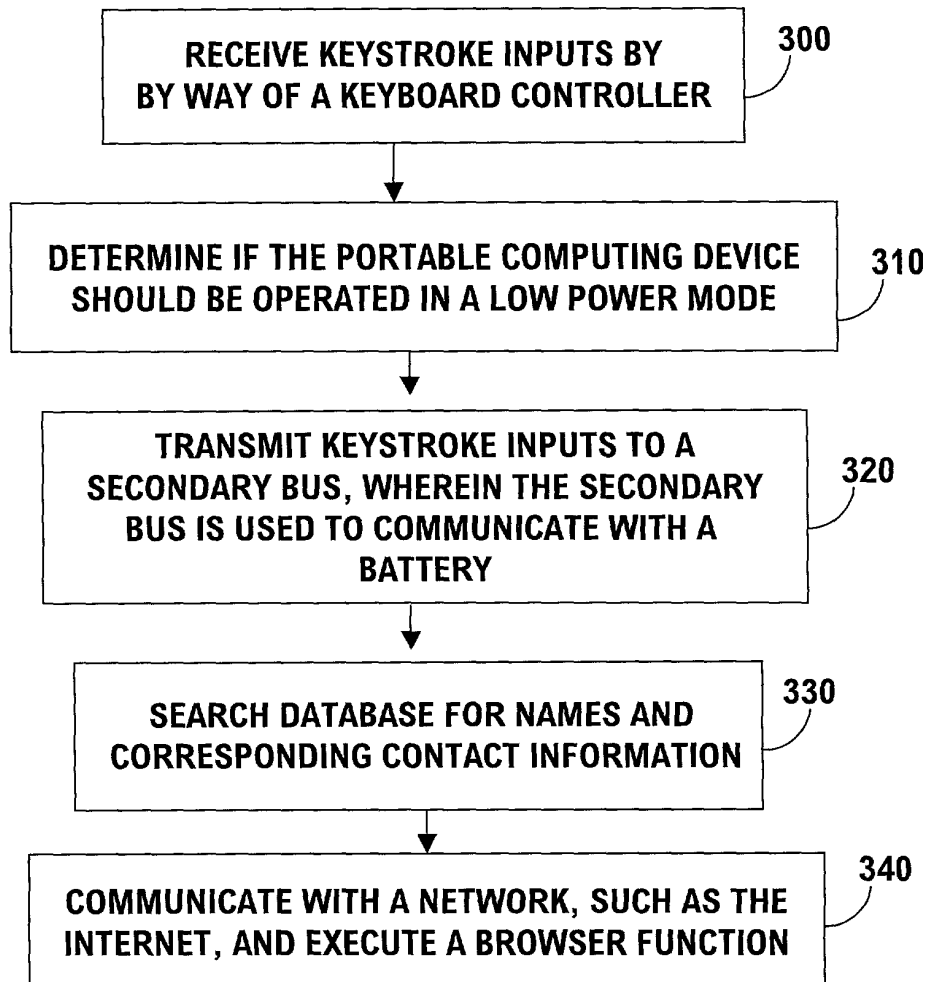 RECEIVE KEYSTROKE INPUTS BY
BY WAY OF A KEYBOARD CONTROLLER
300
DETERMINE IF THE PORTABLE COMPUTING DEVICE
SHOULD BE OPERATED IN A LOW POWER MODE
310
TRANSMIT KEYSTROKE INPUTS TO A
SECONDARY BUS, WHEREIN THE SECONDARY
BUS IS USED TO COMMUNICATE WITH A
BATTERY
320
SEARCH DATABASE FOR NAMES AND
CORRESPONDING CONTACT INFORMATION
330
COMMUNICATE WITH A NETWORK, SUCH AS THE
INTERNET, AND EXECUTE A BROWSER FUNCTION
340